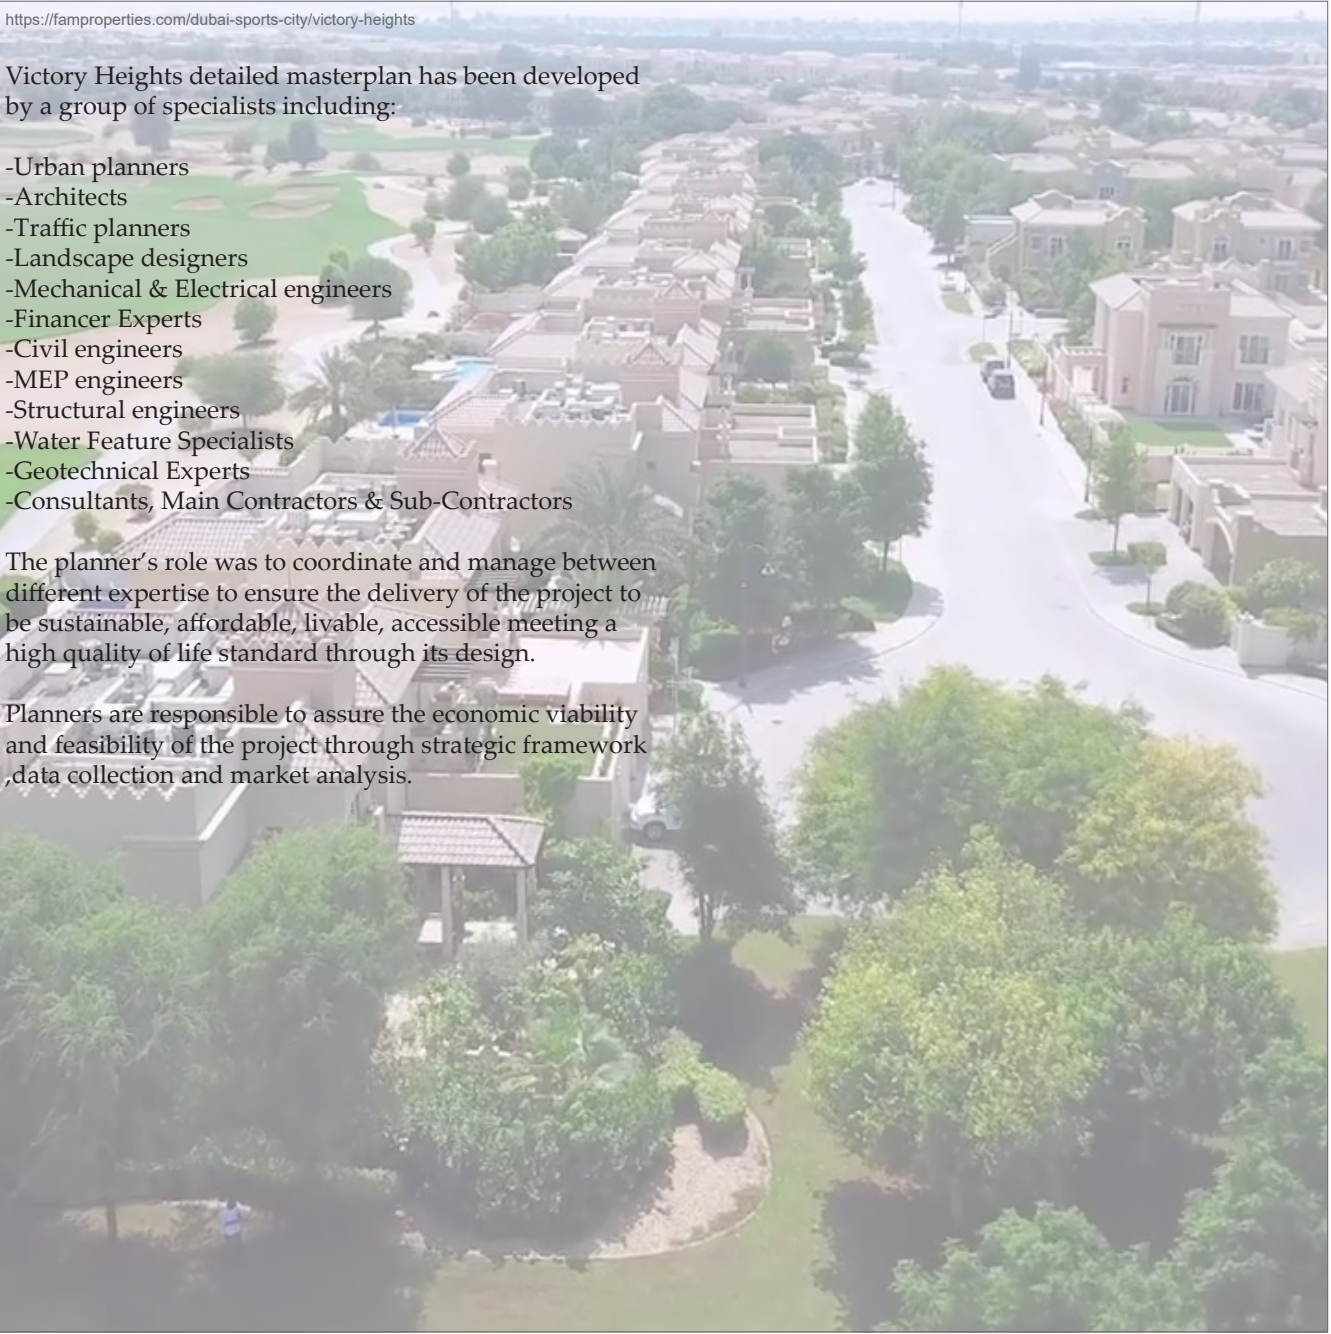 https://famproperties.com/dubai-sports-city/victory-heights
Victory Heights detailed masterplan has been developed
by a group of specialists including:
-Urban planners
-Architects
-Traffic planners
-Landscape designers
-Mechanical & Electrical engineers
-Financer Experts
-Civil engineers
-MEP engineers
-Structural engineers
-Water Feature Specialists
-Geotechnical Experts
-Consultants, Main Contractors & Sub-Contractors
The planner’s role was to coordinate and manage between
different expertise to ensure the delivery of the project to
be sustainable, affordable, livable, accessible meeting a
high quality of life standard through its design.
Planners are responsible to assure the economic viability
and feasibility of the project through strategic framework
,data collection and market analysis.